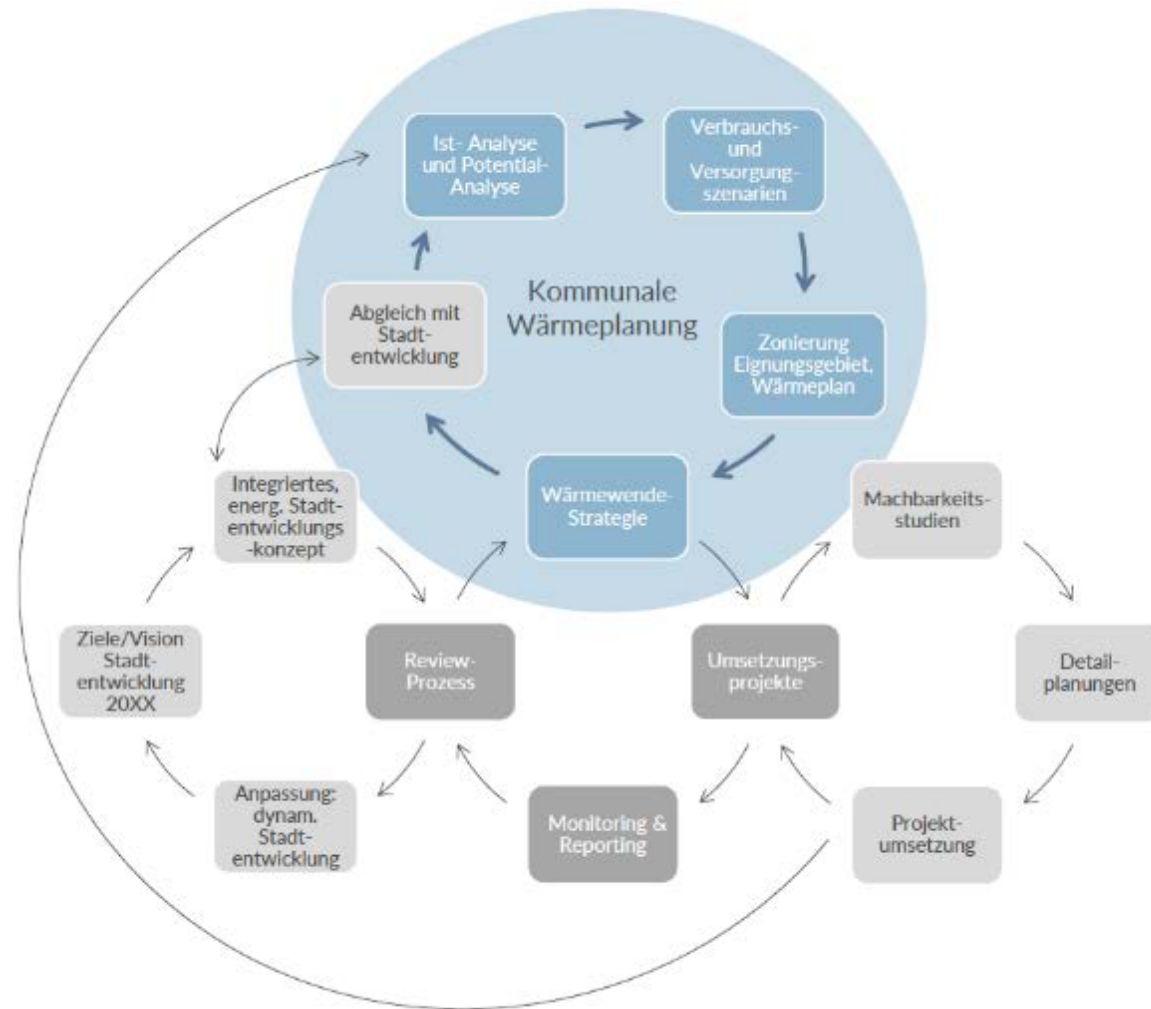 Ist- Analyse
und Potential-
Analyse
Verbrauchs-
und
Versorgung-
szenarien
Kommunale
Wärmeplanung
Abgleich mit
Stadt-
entwicklung
Zonierung
Eignungsgebiet,
Wärmeplan
Wärmewende-
Strategie
Integriertes,
energ. Stadt-
entwicklungs
-konzept
Machbarkeits-
studien
Ziele/Vision
Stadt-
entwicklung
20XX
Review-
Prozess
Umsetzungs-
projekte
Detail-
planungen
Anpassung:
dynam.
Stadt-
entwicklung
Monitoring &
Reporting
Projekt-
umsetzung